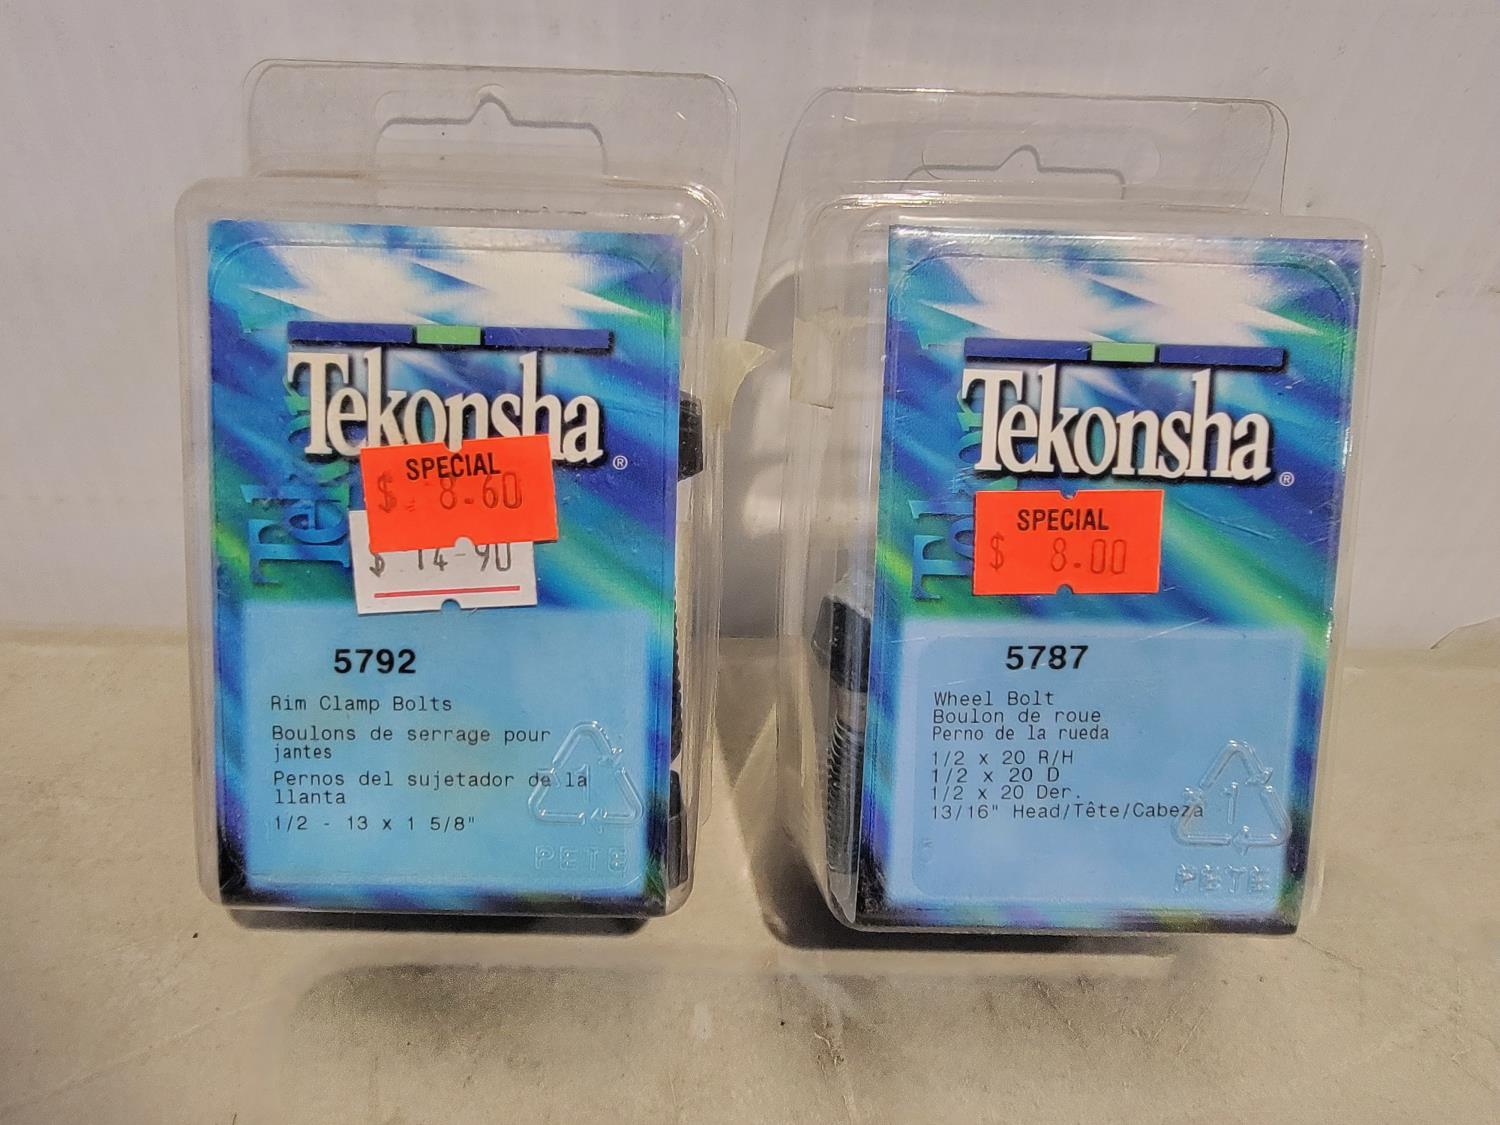 Tekonsha®
SPECIAL
$ 8.60
$ 14-90
5792
Rim Clamp Bolts
Boulons de serrage pour
jantes
Pernos del sujetador de la
llanta
1/2 - 13 x 1 5/8"
1
PETE
Tekonsha®
SPECIAL
$ 8.00
5787
Wheel Bolt
Boulon de roue
Perno de la rueda
1/2 x 20 R/H
1/2 x 20 D
1/2 x 20 Der.
13/16" Head/Tête/Cabeza
1
PETE